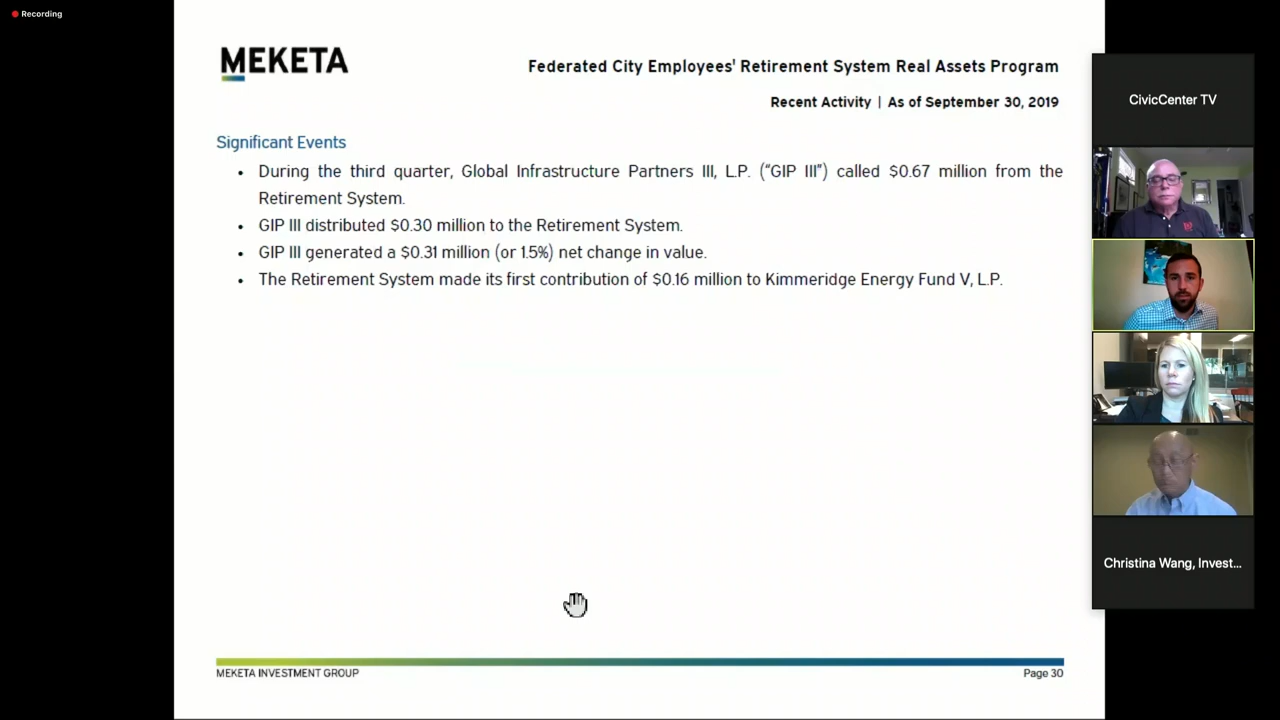 Recording
MEKETA
Federated City Employees' Retirement System Real Assets Program
Recent Activity | As of September 30, 2019
Significant Events
• During the third quarter, Global Infrastructure Partners III, L.P. (“GIP III”) called $0.67 million from the
Retirement System.
• GIP III distributed $0.30 million to the Retirement System.
• GIP III generated a $0.31 million (or 1.5%) net change in value.
• The Retirement System made its first contribution of $0.16 million to Kimmeridge Energy Fund V, L.P.
MEKETA INVESTMENT GROUP
Page 30
CivicCenter TV
Christina Wang, Invest...